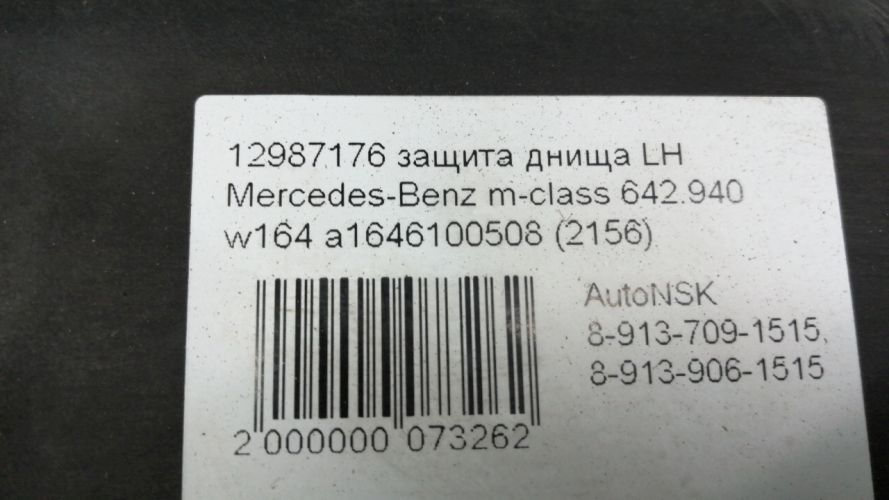 12987176 защита днища LH
Mercedes-Benz m-class 642.940
w164 a1646100508 (2156)
AutoNSK
8-913-709-1515,
8-913-906-1515
2 000000 073262